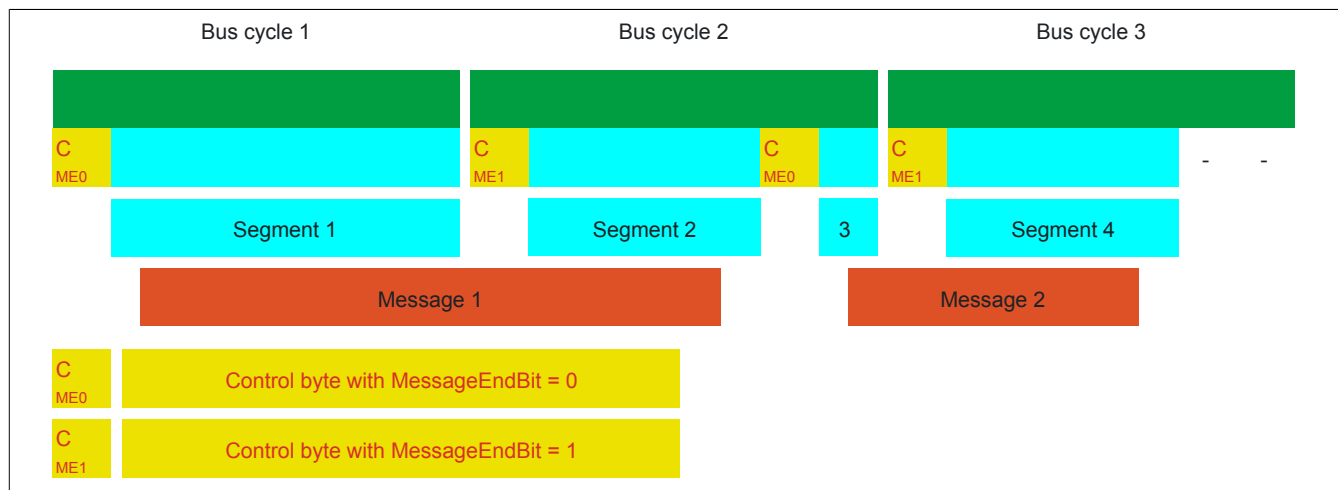 Bus cycle 1 Bus cycle 2 Bus cycle 3
C C C C
ME0 ME1 ME0 ME1 - -
Segment 1 Segment 2 3 Segment 4
Message 1 Message 2
C
ME0 Control byte with MessageEndBit = 0
C
ME1 Control byte with MessageEndBit = 1